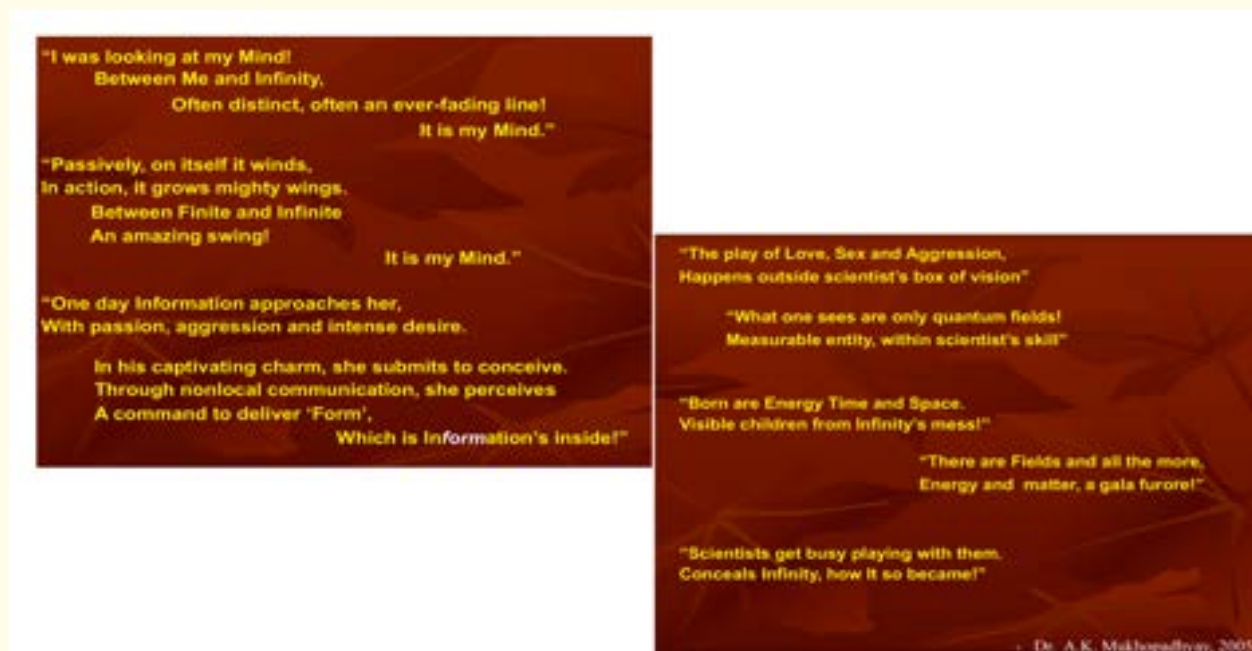 “I was looking at my Mind!
Between Me and Infinity,
Often distinct, often an ever-fading line!
It is my Mind.”
“Passively, on itself it winds,
In action, it grows mighty wings.
Between Finite and Infinite
An amazing swing!
It is my Mind.”
“One day Information approaches her,
With passion, aggression and intense desire.
In his captivating charm, she submits to conceive.
Through nonlocal communication, she perceives
A command to deliver ‘Form’,
Which is Information’s inside!”
“The play of Love, Sex and Aggression,
Happens outside scientist’s box of vision”
“What one sees are only quantum fields!
Measurable entity, within scientist’s skill”
“Born are Energy Time and Space.
Visible children from Infinity’s mess!”
“There are Fields and all the more,
Energy and matter, a gala furore!”
“Scientists get busy playing with them.
Conceals Infinity, how it so became!”
- Dr. A.K. Mukhopadhyay, 2005